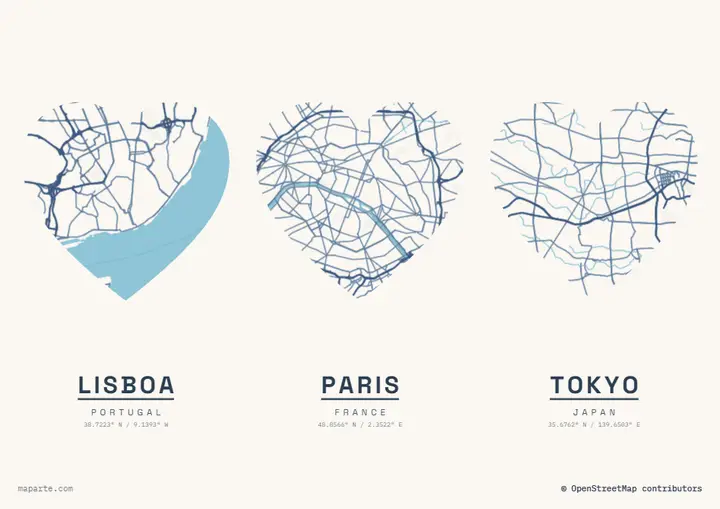 LISBOA
PORTUGAL
38.7223° N / 9.1393° W
PARIS
FRANCE
48.8566° N / 2.3522° E
TOKYO
JAPAN
35.6762° N / 139.6503° E
maparte.com
© OpenStreetMap contributors